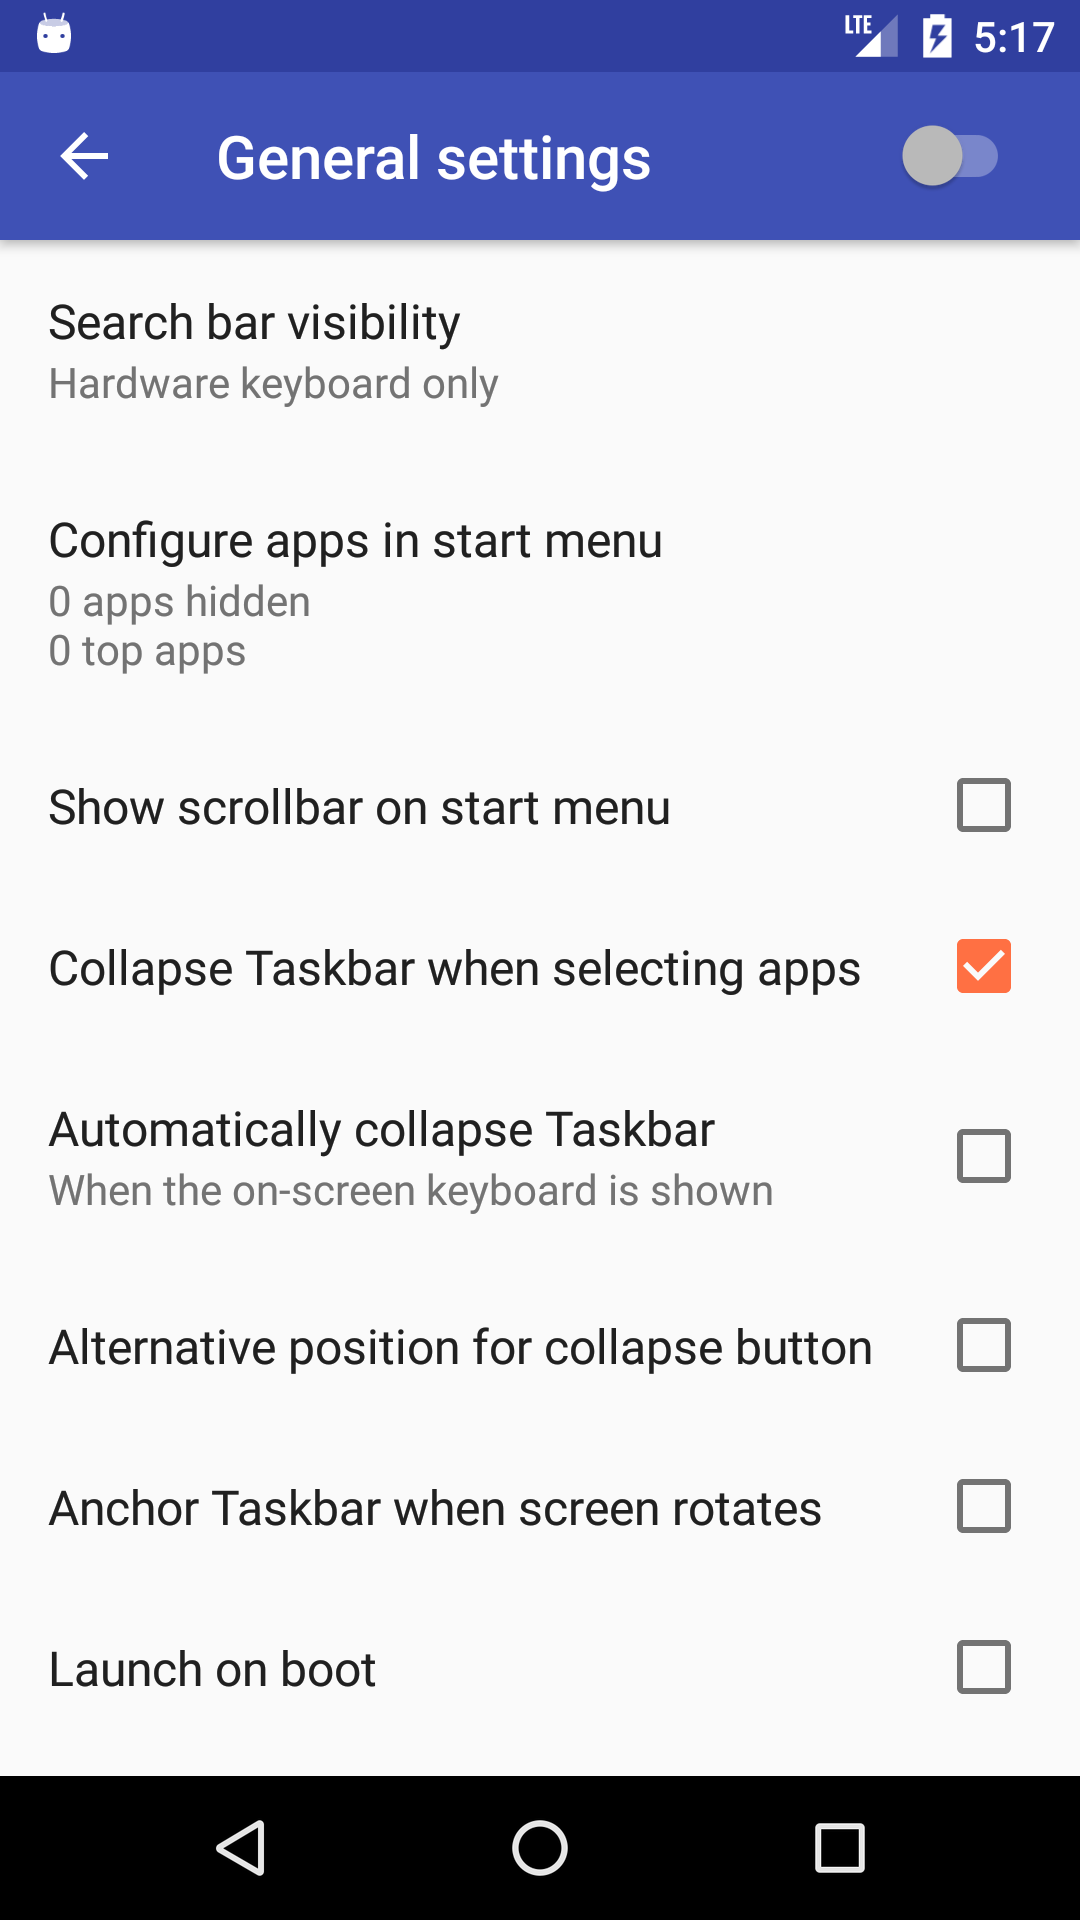 LTE 5:17
General settings
Search bar visibility
Hardware keyboard only
Configure apps in start menu
0 apps hidden
0 top apps
Show scrollbar on start menu
Collapse Taskbar when selecting apps
Automatically collapse Taskbar
When the on-screen keyboard is shown
Alternative position for collapse button
Anchor Taskbar when screen rotates
Launch on boot